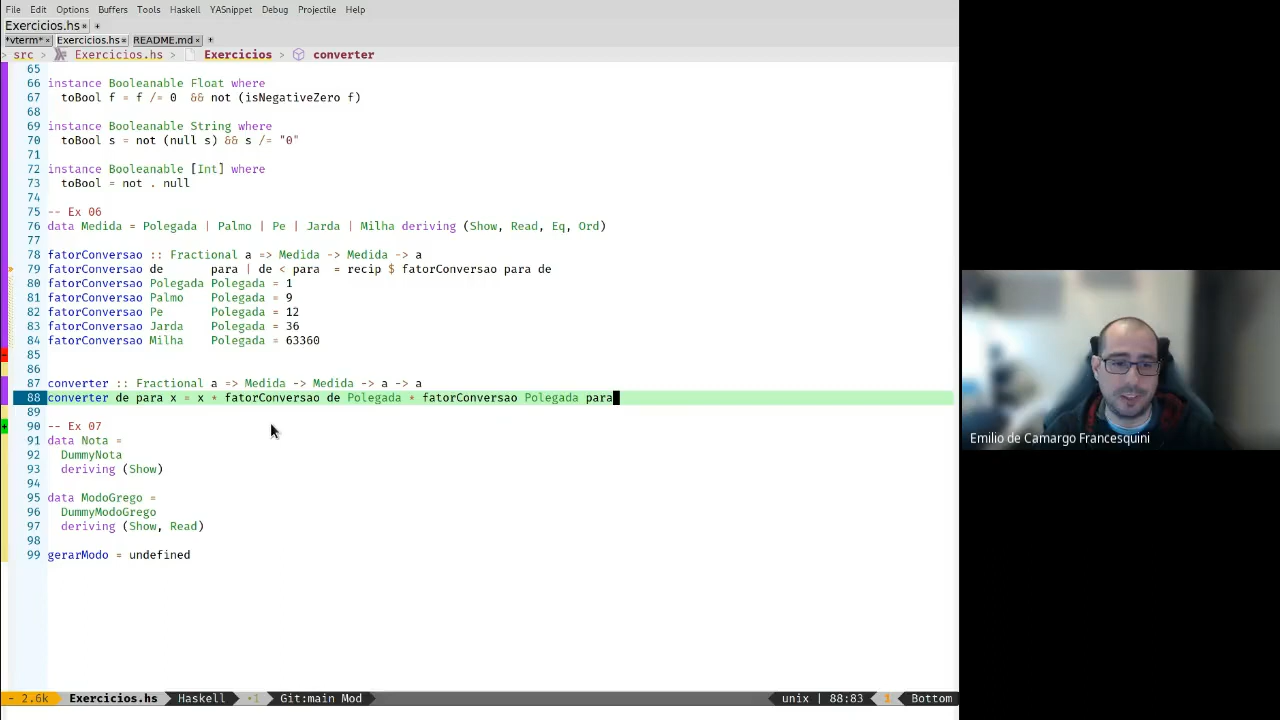 File Edit Options Buffers Tools Haskell YASnippet Debug Projectile Help
Exercicios.hs× +
*vterm*× Exercicios.hs× README.md× +
> src > Exercicios.hs > Exercicios > converter
65
66 instance Booleanable Float where
67   toBool f = f /= 0  && not (isNegativeZero f)
68
69 instance Booleanable String where
70   toBool s = not (null s) && s /= "0"
71
72 instance Booleanable [Int] where
73   toBool = not . null
74
75 -- Ex 06
76 data Medida = Polegada | Palmo | Pe | Jarda | Milha deriving (Show, Read, Eq, Ord)
77
78 fatorConversao :: Fractional a => Medida -> Medida -> a
79 fatorConversao de       para | de < para  = recip $ fatorConversao para de
80 fatorConversao Polegada Polegada = 1
81 fatorConversao Palmo    Polegada = 9
82 fatorConversao Pe       Polegada = 12
83 fatorConversao Jarda    Polegada = 36
84 fatorConversao Milha    Polegada = 63360
85
86
87 converter :: Fractional a => Medida -> Medida -> a -> a
88 converter de para x = x * fatorConversao de Polegada * fatorConversao Polegada para
89
90 -- Ex 07
91 data Nota =
92   DummyNota
93   deriving (Show)
94
95 data ModoGrego =
96   DummyModoGrego
97   deriving (Show, Read)
98
99 gerarModo = undefined
- 2.6k Exercicios.hs Haskell •1 Git:main Mod unix | 88:83 1 Bottom
Emilio de Camargo Francesquini